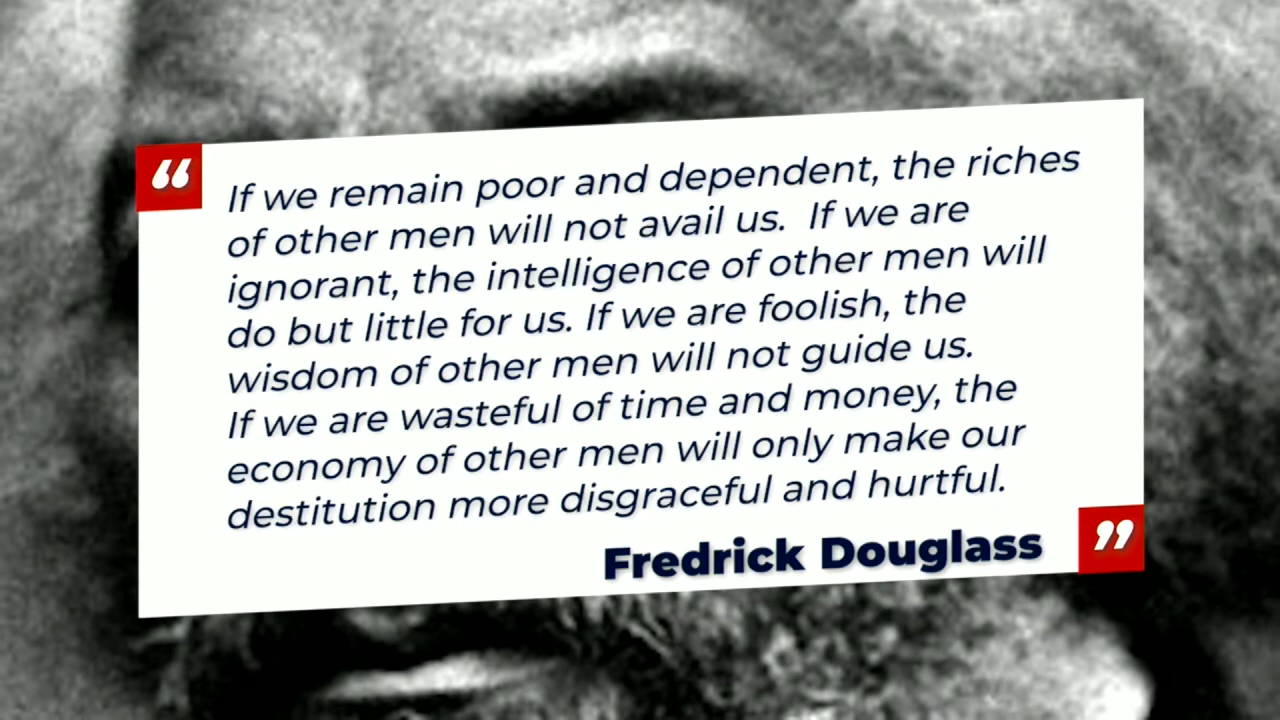 “
If we remain poor and dependent, the riches
of other men will not avail us.  If we are
ignorant, the intelligence of other men will
do but little for us. If we are foolish, the
wisdom of other men will not guide us.
If we are wasteful of time and money, the
economy of other men will only make our
destitution more disgraceful and hurtful.
Fredrick Douglass
”